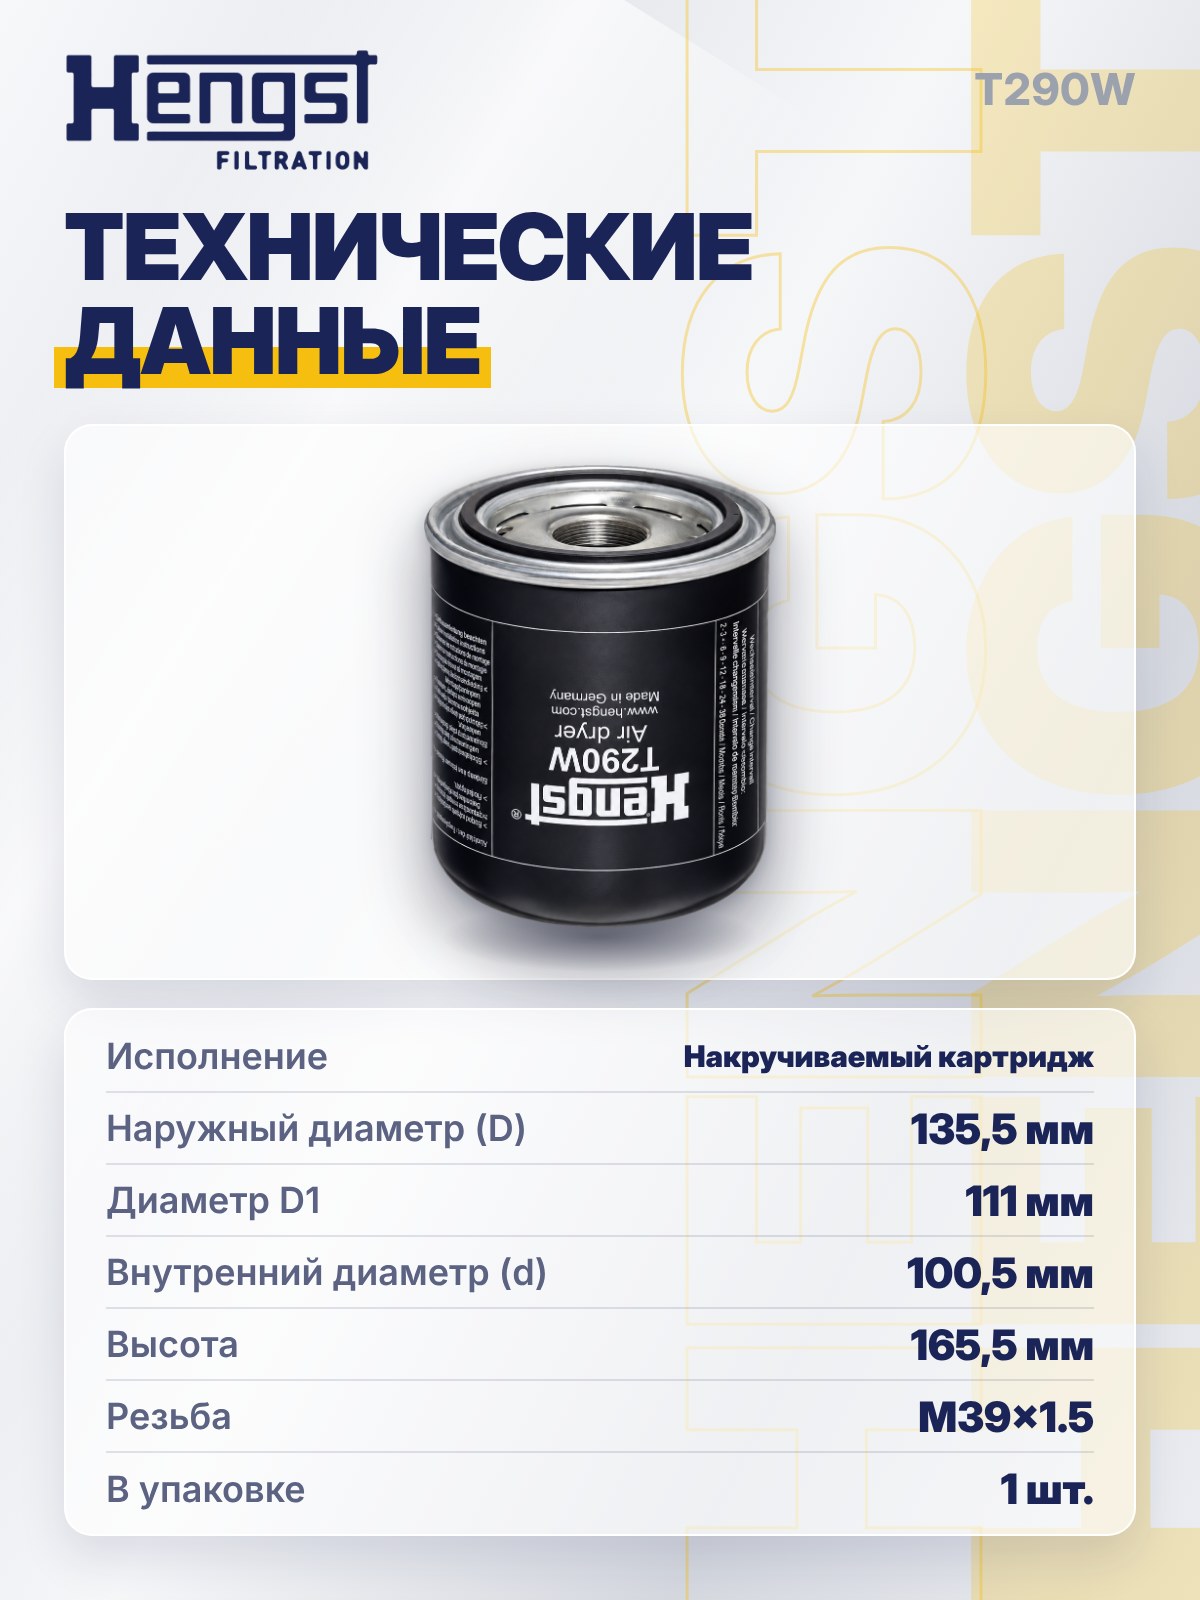 Hengst
FILTRATION
T290W
ТЕХНИЧЕСКИЕ
ДАННЫЕ
HENGST
HENGST
Made in Germany
www.hengst.com
Air dryer
T290W
Hengst®
Исполнение Накручиваемый картридж
Наружный диаметр (D) 135,5 мм
Диаметр D1 111 мм
Внутренний диаметр (d) 100,5 мм
Высота 165,5 мм
Резьба M39×1.5
В упаковке 1 шт.